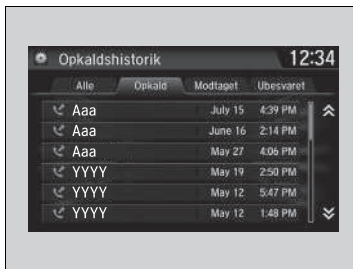 Opkaldshistorik 12:34
Alle Opkald Modtaget Ubesvaret
Aaa July 15 4:39 PM
Aaa June 16 2:14 PM
Aaa May 27 4:06 PM
YYYY May 19 2:50 PM
YYYY May 12 5:47 PM
YYYY May 12 1:48 PM